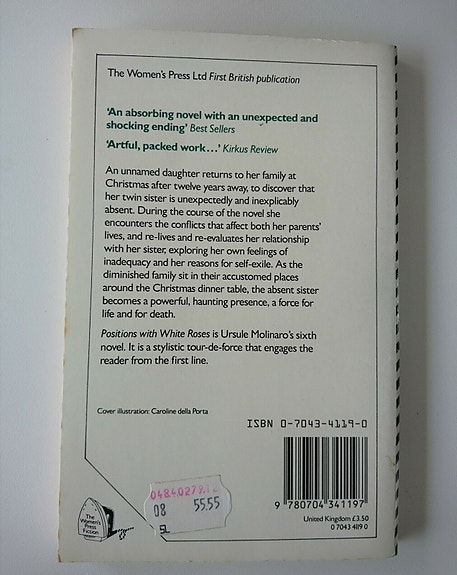 The Women's Press Ltd First British publication
'An absorbing novel with an unexpected and
shocking ending' Best Sellers
'Artful, packed work...' Kirkus Review
An unnamed daughter returns to her family at
Christmas after twelve years away, to discover that
her twin sister is unexpectedly and inexplicably
absent. During the course of the novel she
encounters the conflicts that affect both her parents'
lives, and re-lives and re-evaluates her relationship
with her sister, exploring her own feelings of
inadequacy and her reasons for self-exile. As the
diminished family sit in their accustomed places
around the Christmas dinner table, the absent sister
becomes a powerful, haunting presence, a force for
life and for death.
Positions with White Roses is Ursule Molinaro's sixth
novel. It is a stylistic tour-de-force that engages the
reader from the first line.
Cover illustration: Caroline della Porta
ISBN 0-7043-4119-0
9 780704 341197
United Kingdom £3.50
0 7043 4119 0
08 55.55
The
Women's
Press
Fiction